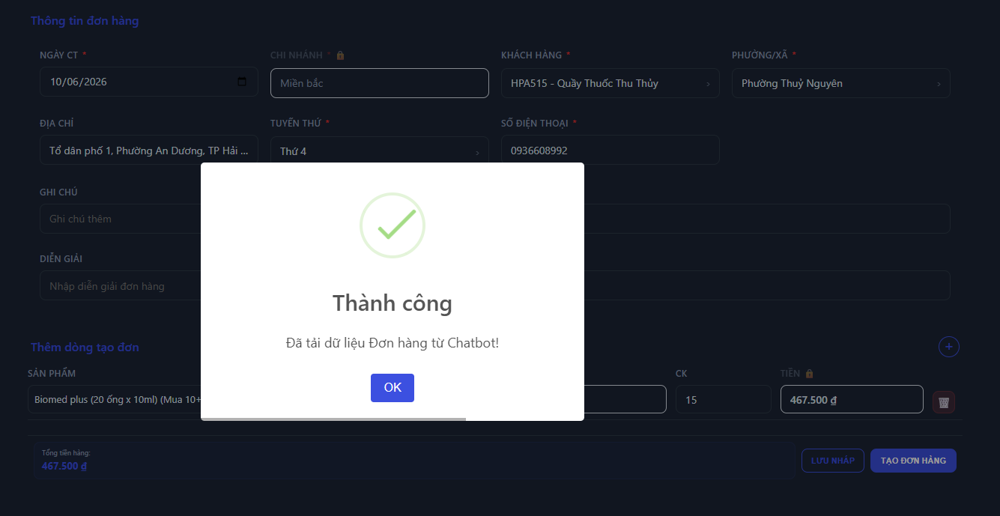 Thông tin đơn hàng
NGÀY CT * CHI NHÁNH * KHÁCH HÀNG * PHƯỜNG/XÃ *
10/06/2026 Miền bắc HPA515 - Quầy Thuốc Thu Thủy Phường Thuỷ Nguyên
ĐỊA CHỈ TUYẾN THỨ * SỐ ĐIỆN THOẠI *
Tổ dân phố 1, Phường An Dương, TP Hải ... Thứ 4 0936608992
GHI CHÚ
Ghi chú thêm
DIỄN GIẢI
Nhập diễn giải đơn hàng
Thành công
Đã tải dữ liệu Đơn hàng từ Chatbot!
OK
Thêm dòng tạo đơn
SẢN PHẨM CK TIỀN
Biomed plus (20 ống x 10ml) (Mua 10+ 15 467.500 ₫
Tổng tiền hàng:
467.500 ₫
LƯU NHÁP TẠO ĐƠN HÀNG